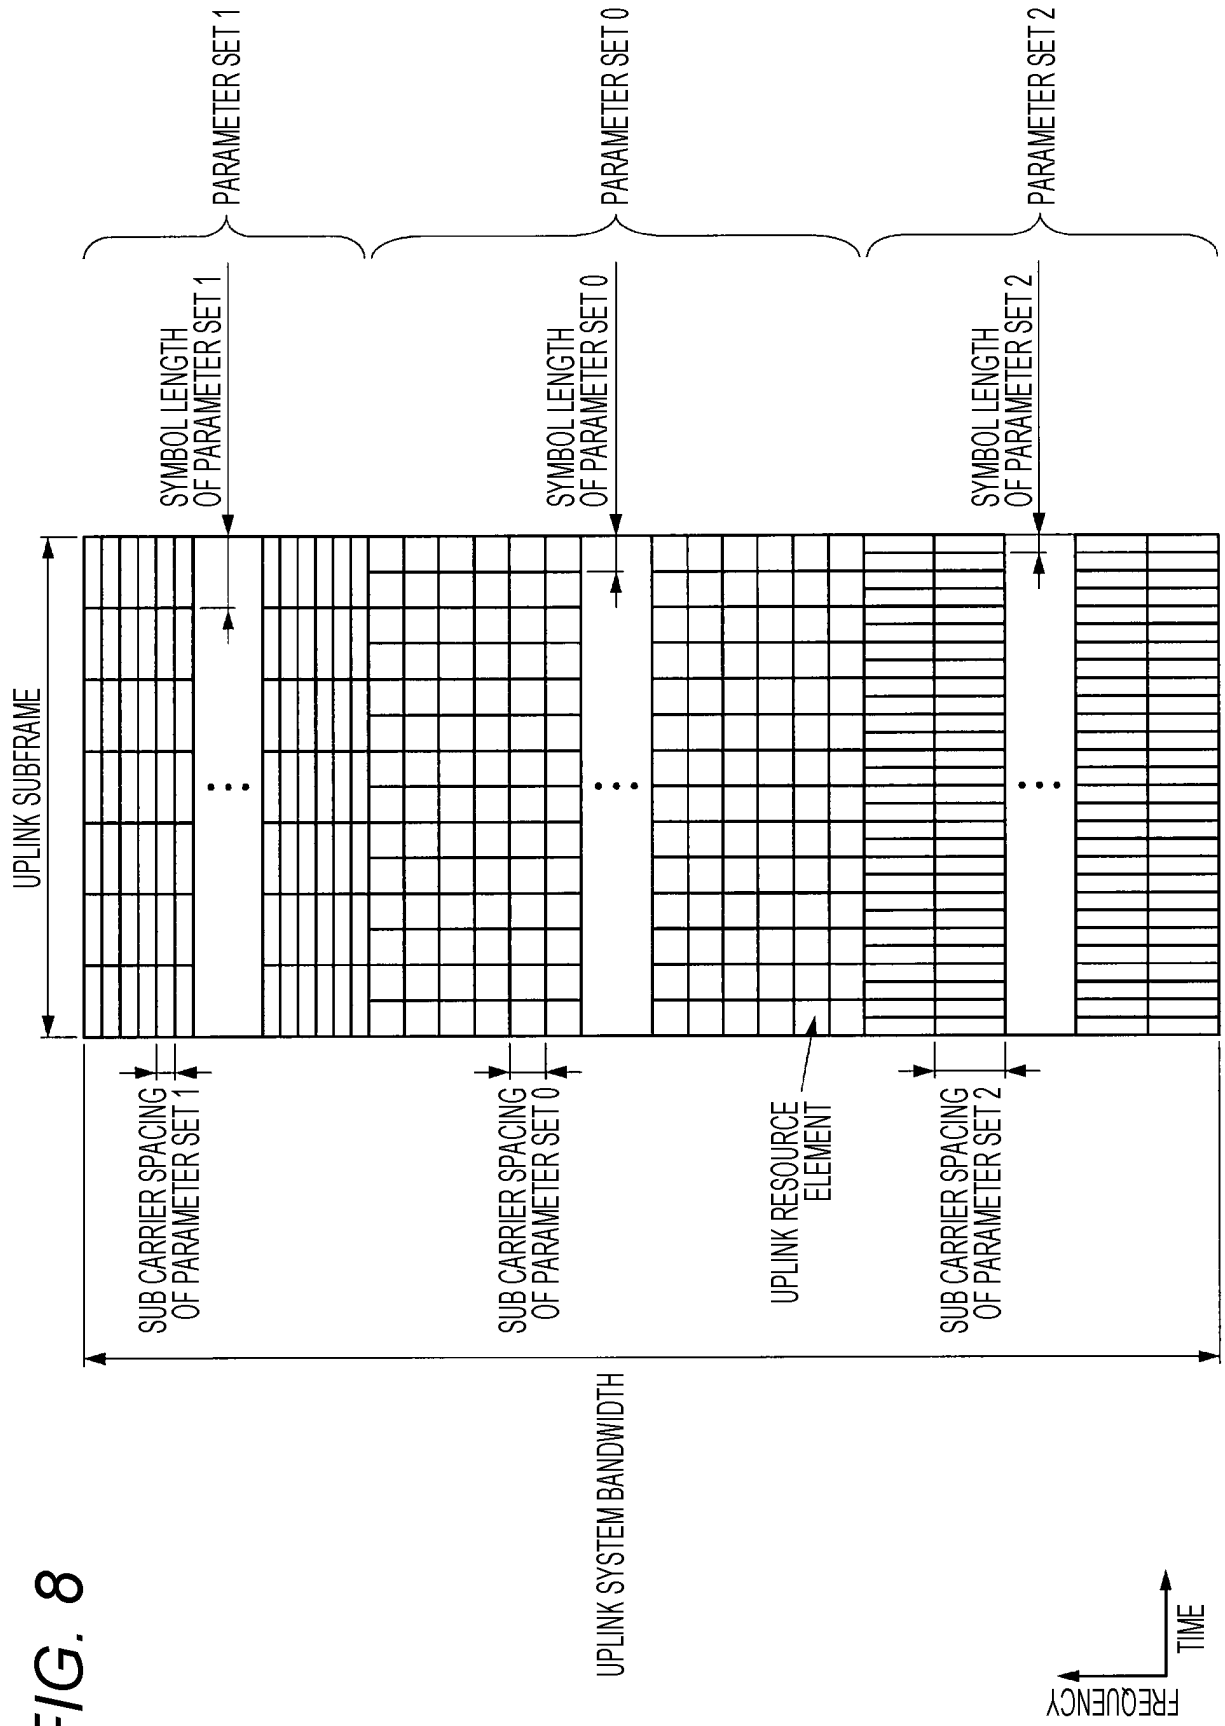 FIG. 8
UPLINK SUBFRAME
SYMBOL LENGTH
OF PARAMETER SET 1
PARAMETER SET 1
SUB CARRIER SPACING
OF PARAMETER SET 1
SYMBOL LENGTH
OF PARAMETER SET 0
PARAMETER SET 0
SUB CARRIER SPACING
OF PARAMETER SET 0
UPLINK SYSTEM BANDWIDTH
UPLINK RESOURCE
ELEMENT
SYMBOL LENGTH
OF PARAMETER SET 2
PARAMETER SET 2
SUB CARRIER SPACING
OF PARAMETER SET 2
FREQUENCY
TIME